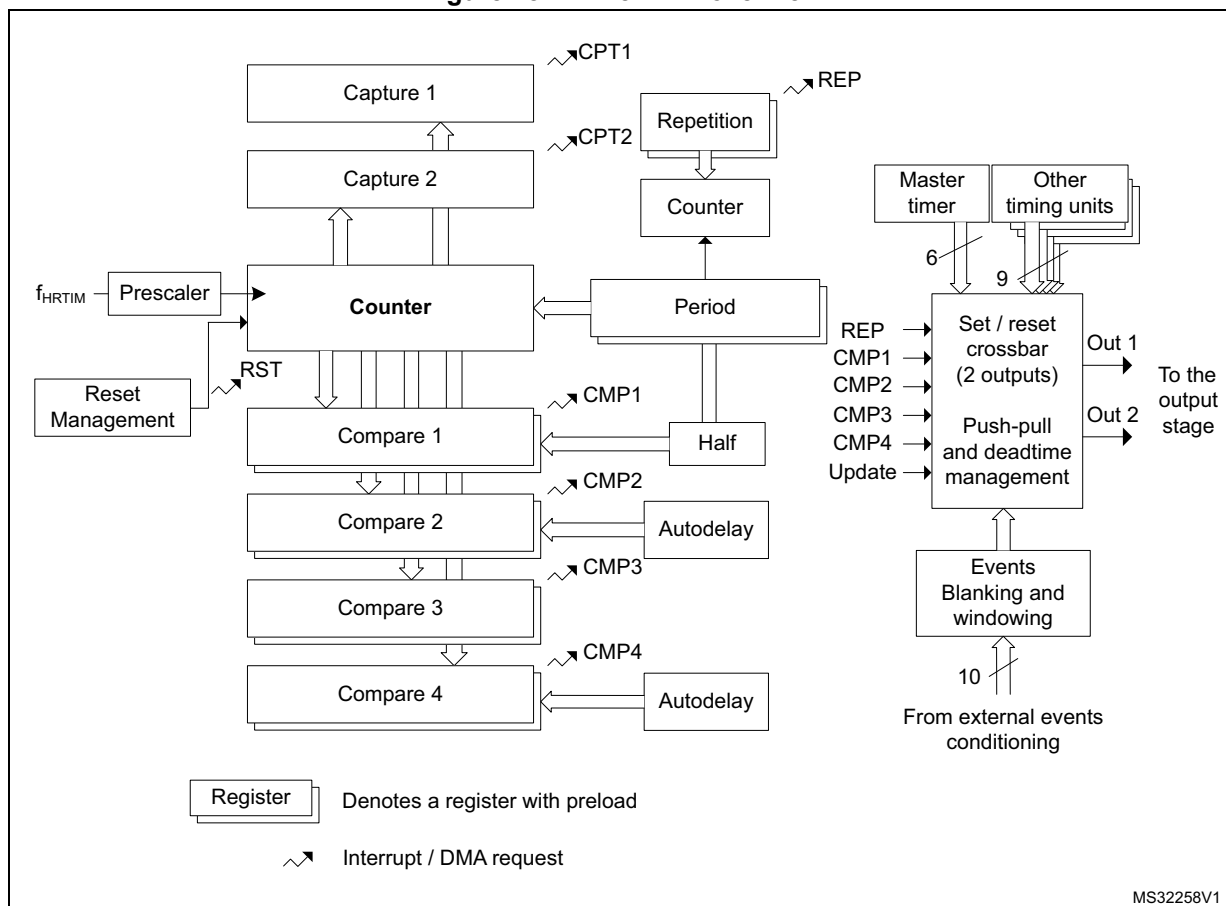 CPT1
Capture 1
REP
Repetition
CPT2
Capture 2
Counter
Master
timer
Other
timing units
6
9
fHRTIM
Prescaler
Counter
Period
RST
Reset
Management
REP
CMP1
CMP2
CMP3
CMP4
Update
Set / reset
crossbar
(2 outputs)
Push-pull
and deadtime
management
Out 1
Out 2
To the
output
stage
CMP1
Compare 1
Half
CMP2
Compare 2
Autodelay
CMP3
Compare 3
Events
Blanking and
windowing
CMP4
Compare 4
Autodelay
10
From external events
conditioning
Register
Denotes a register with preload
Interrupt / DMA request
MS32258V1